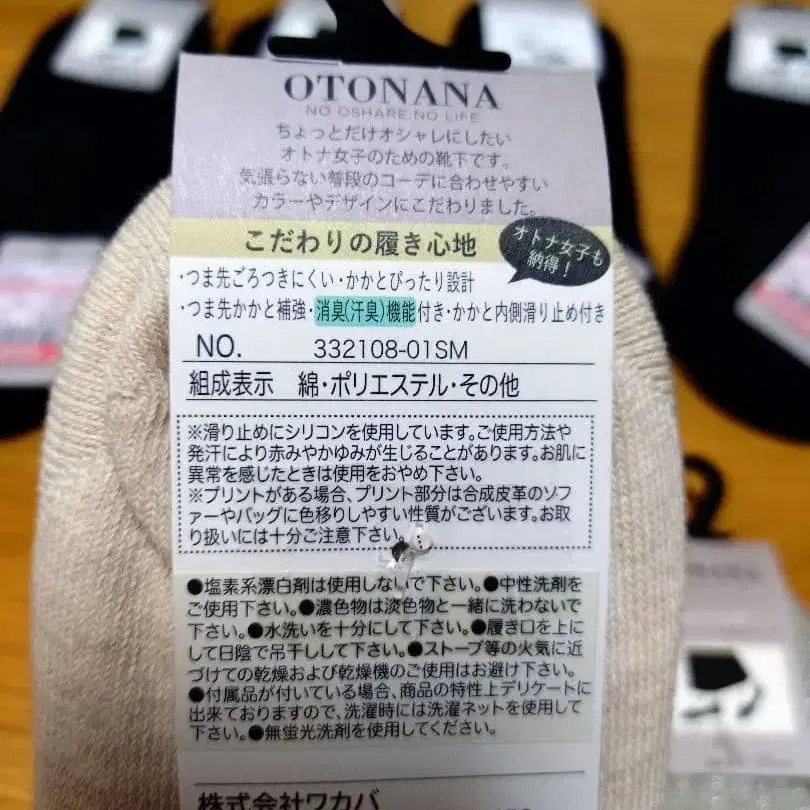 OTONANA
NO OSHARE, NO LIFE
ちょっとだけオシャレにしたい
オトナ女子のための靴下です。
気張らない普段のコーデに合わせやすい
カラーやデザインにこだわりました。
こだわりの履き心地
オトナ女子も
納得！
・つま先ごろつきにくい・かかとぴったり設計
・つま先かかと補強・消臭(汗臭)機能付き・かかと内側滑り止め付き
NO. 332108-01SM
組成表示 綿・ポリエステル・その他
※滑り止めにシリコンを使用しています。ご使用方法や
発汗により赤みやかゆみが生じることがあります。お肌に
異常を感じたときは使用をおやめ下さい。
※プリントがある場合、プリント部分は合成皮革のソフ
ァーやバッグに色移りしやすい性質がございます。お取
り扱いには十分ご注意下さい。
●塩素系漂白剤は使用しないで下さい。●中性洗剤を
ご使用下さい。●濃色物は淡色物と一緒に洗わないで
下さい。●水洗いを十分にして下さい。●履き口を上に
して日陰で吊干しして下さい。●ストーブ等の火気に近
づけての乾燥および乾燥機のご使用はお避け下さい。
●付属品が付いている場合、商品の特性上デリケートに
出来ておりますので、洗濯時には洗濯ネットを使用して
下さい。●無蛍光洗剤を使用してください。
株式会社ワカバ
OTONANA